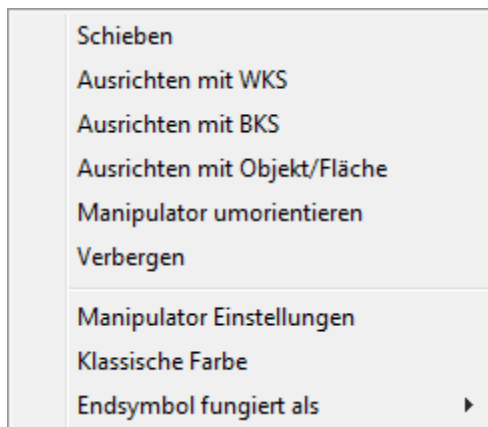 Schieben
Ausrichten mit WKS
Ausrichten mit BKS
Ausrichten mit Objekt/Fläche
Manipulator umorientieren
Verbergen
Manipulator Einstellungen
Klassische Farbe
Endsymbol fungiert als